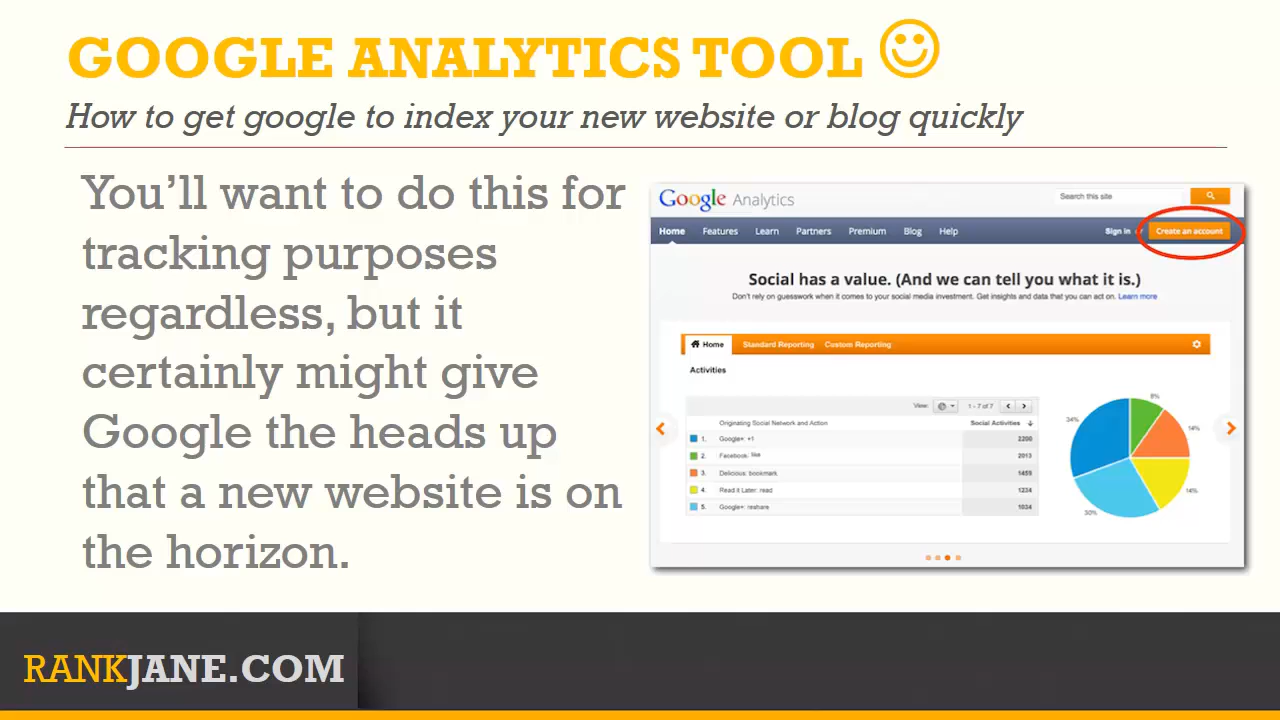 GOOGLE ANALYTICS TOOL
How to get google to index your new website or blog quickly
You'll want to do this for
tracking purposes
regardless, but it
certainly might give
Google the heads up
that a new website is on
the horizon.
Google Analytics
Search this site
Home Features Learn Partners Premium Blog Help Sign in or Create an account
Social has a value. (And we can tell you what it is.)
Don't rely on guesswork when it comes to your social media investment. Get insights and data that you can act on. Learn more
Home Standard Reporting Custom Reporting
Activities
View: 1 - 7 of 7
Originating Social Network and Action Social Activities
1. Google+: +1 2200
2. Facebook: like 2013
3. Delicious: bookmark 1459
4. Read it Later: read 1234
5. Google+: reshare 1034
34%
8%
14%
14%
30%
RANKJANE.COM